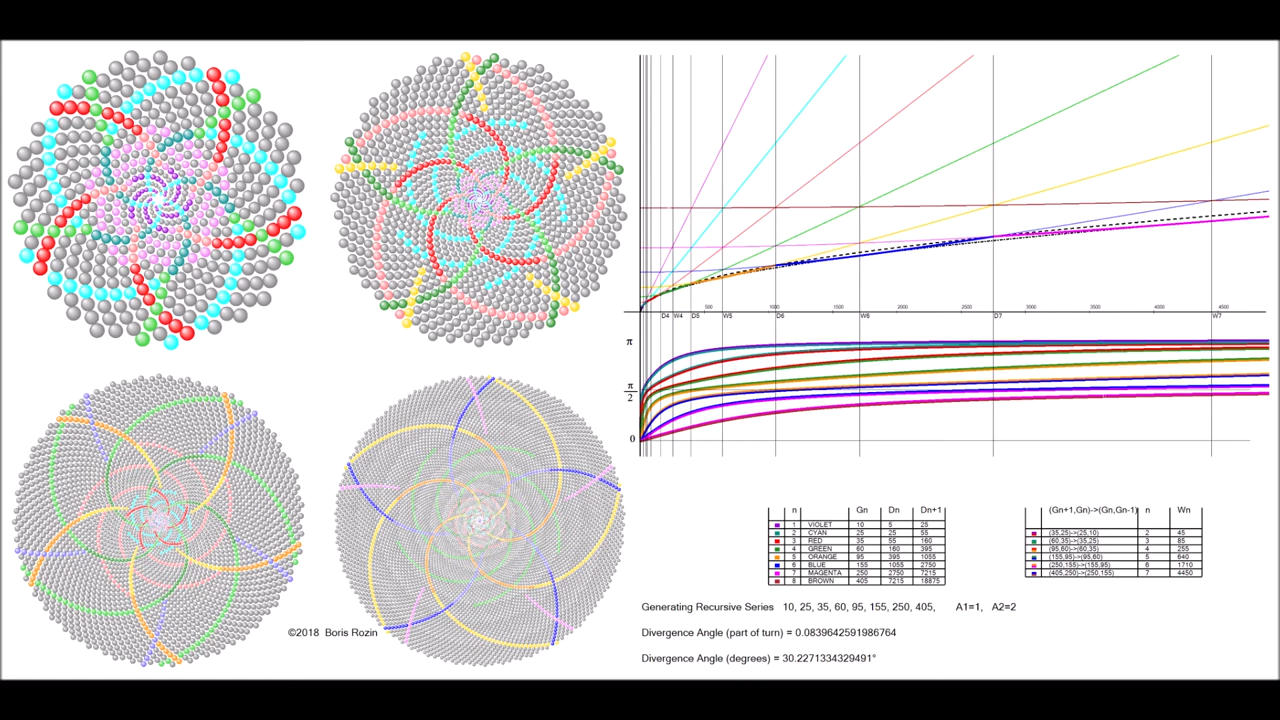 500 1000 1500 2000 2500 3000 3500 4000 4500
D4 W4 D5 W5 D6 W6 D7 W7
π
π
2
0
n Gn Dn Dn+1
1 VIOLET 10 5 25
2 CYAN 25 25 55
3 RED 35 55 160
4 GREEN 60 160 395
5 ORANGE 95 395 1055
6 BLUE 155 1055 2750
7 MAGENTA 250 2750 7215
8 BROWN 405 7215 18875
(Gn+1,Gn)->(Gn,Gn-1) n Wn
(35,25)->(25,10) 2 45
(60,35)->(35,25) 3 85
(95,60)->(60,35) 4 255
(155,95)->(95,60) 5 640
(250,155)->(155,95) 6 1710
(405,250)->(250,155) 7 4450
Generating Recursive Series 10, 25, 35, 60, 95, 155, 250, 405, A1=1, A2=2
©2018 Boris Rozin
Divergence Angle (part of turn) = 0.0839642591986764
Divergence Angle (degrees) = 30.2271334329491°